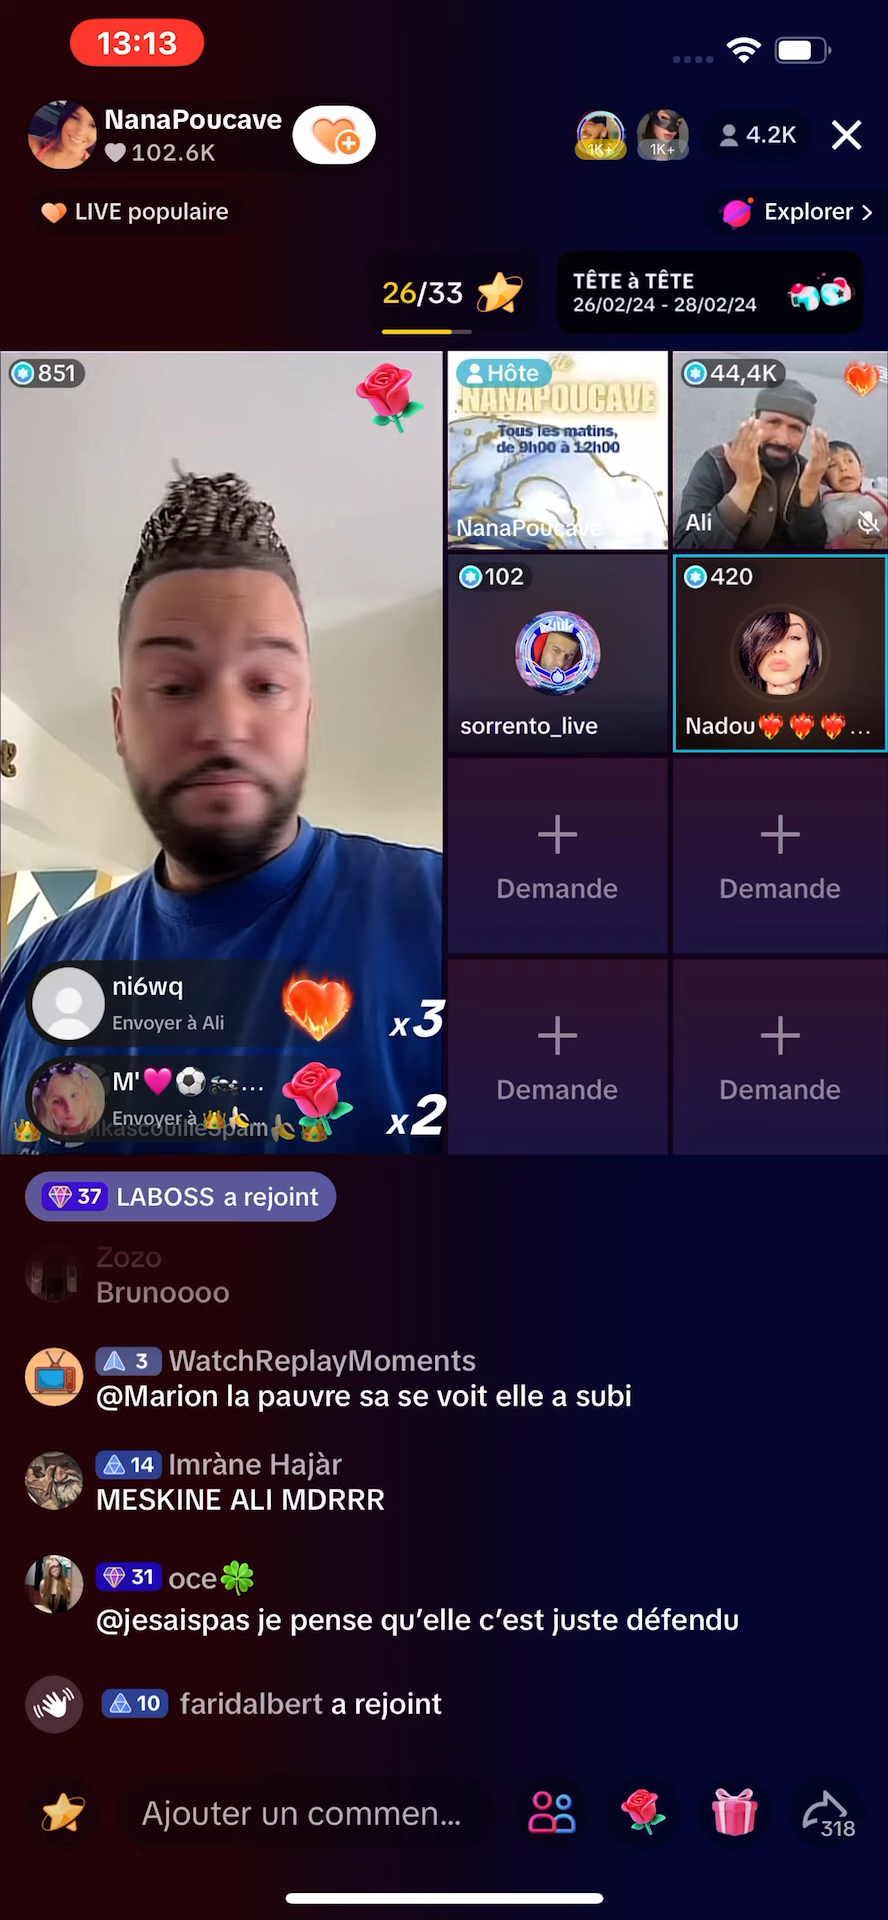 13:13
NanaPoucave
102.6K
1K+
1K+
4.2K
LIVE populaire
Explorer
26/33
TÊTE à TÊTE
26/02/24 - 28/02/24
851
Hôte
de
NANAPOUCAVE
Tous les matins,
de 9h00 à 12h00
NanaPoucave
44,4K
Ali
102
sorrento_live
420
Nadou❤️‍🔥❤️‍🔥❤️‍🔥...
Demande
Demande
Demande
Demande
ni6wq
Envoyer à Ali
x3
M'🩷⚽🏍️...
Envoyer à 👑🍌...
x2
37 LABOSS a rejoint
Zozo
Brunoooo
3 WatchReplayMoments
@Marion la pauvre sa se voit elle a subi
14 Imràne Hajàr
MESKINE ALI MDRRR
31 oce🍀
@jesaispas je pense qu’elle c’est juste défendu
10 faridalbert a rejoint
Ajouter un commen...
318